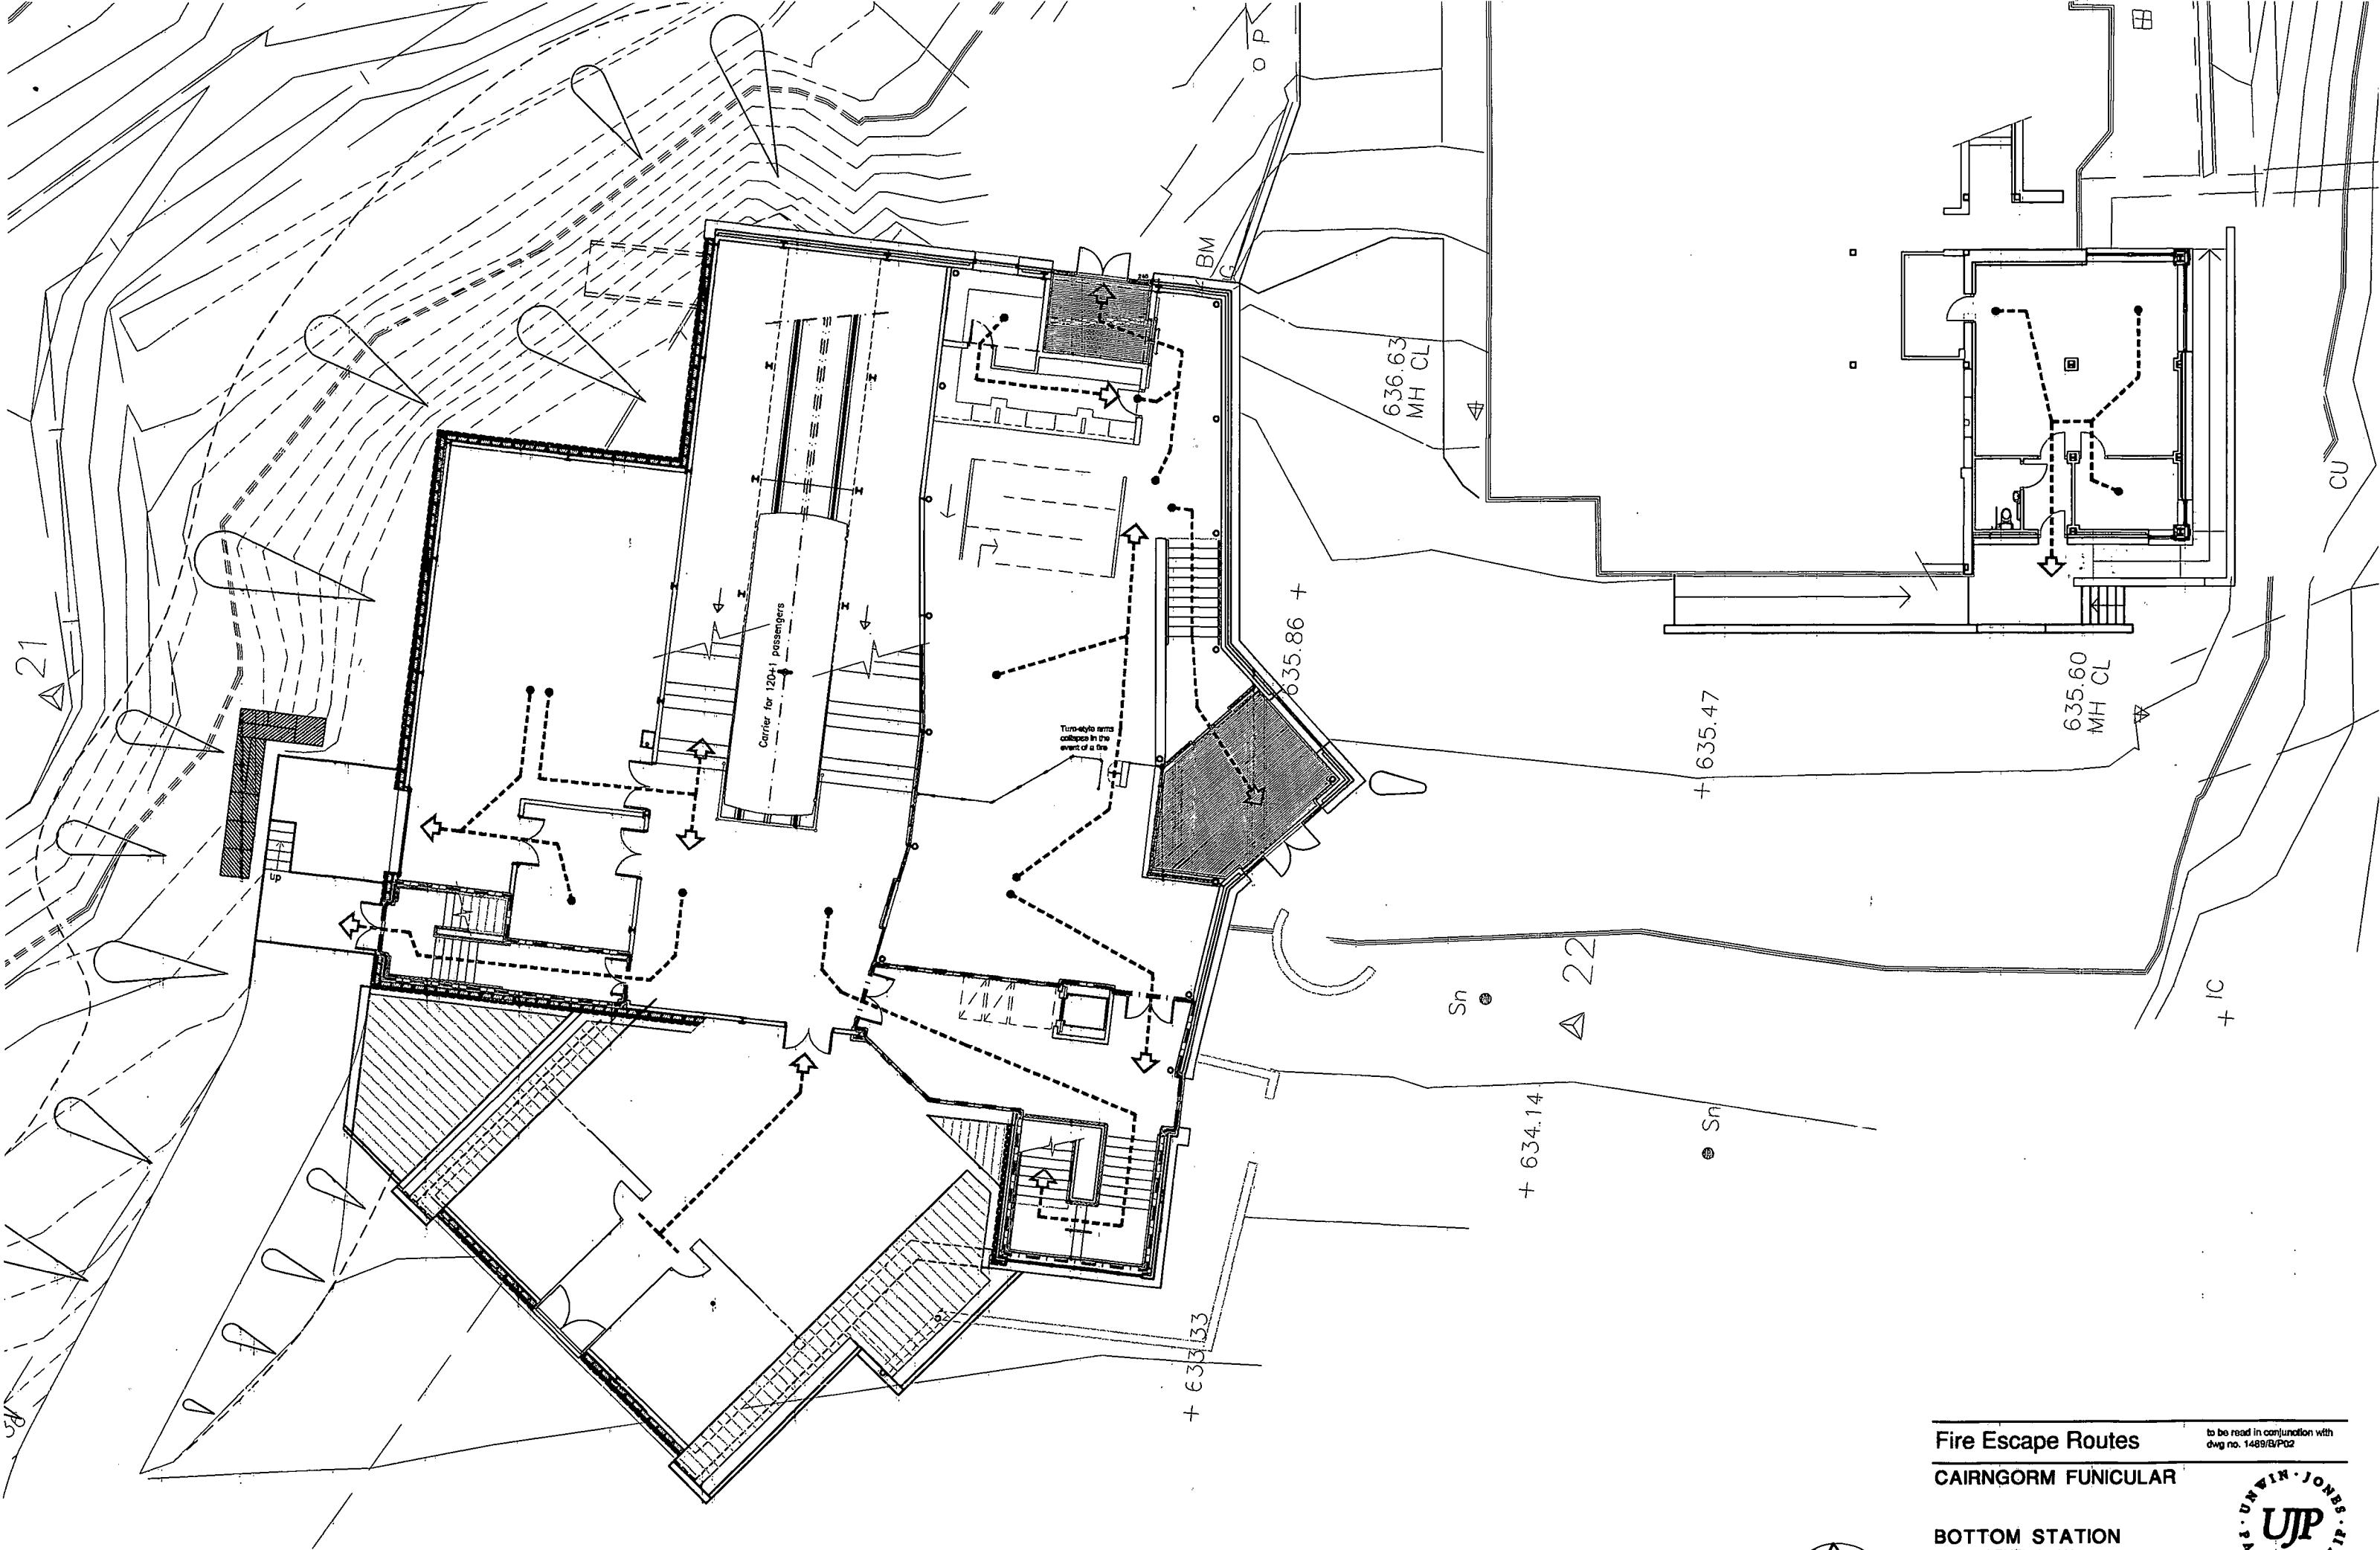 P
BM
G
636.63
MH CL
CU
21
635.86 +
Carrier for 120+1 passengers
Turn-style arms
collapse in the
event of a fire
635.60
MH CL
+ 635.47
up
Sn
22
+ IC
+ 634.14
Sn
+ 633.33
Fire Escape Routes
to be read in conjunction with
dwg no. 1489/B/P02
CAIRNGORM FUNICULAR
UNWIN · JONES
UJP
BOTTOM STATION